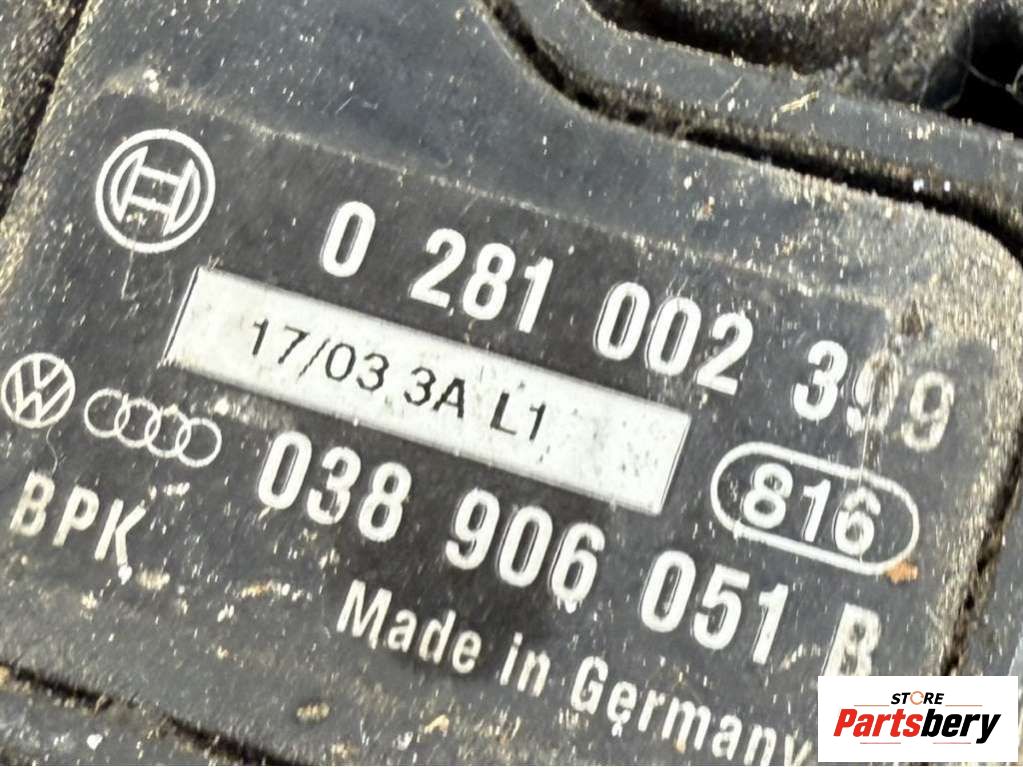 0 281 002 399
17/03 3A L1
816
038 906 051 B
BPK
Made in Germany
STORE
Partsbery